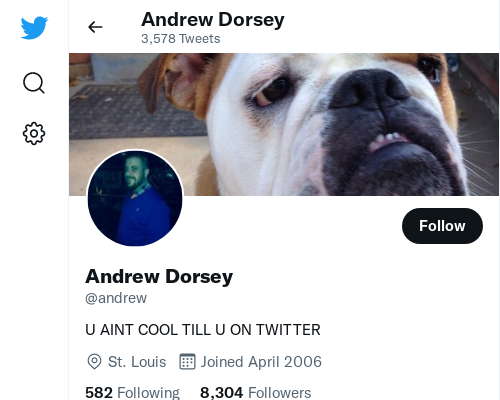 Andrew Dorsey
3,578 Tweets
Follow
Andrew Dorsey
@andrew
U AINT COOL TILL U ON TWITTER
St. Louis Joined April 2006
582 Following 8,304 Followers